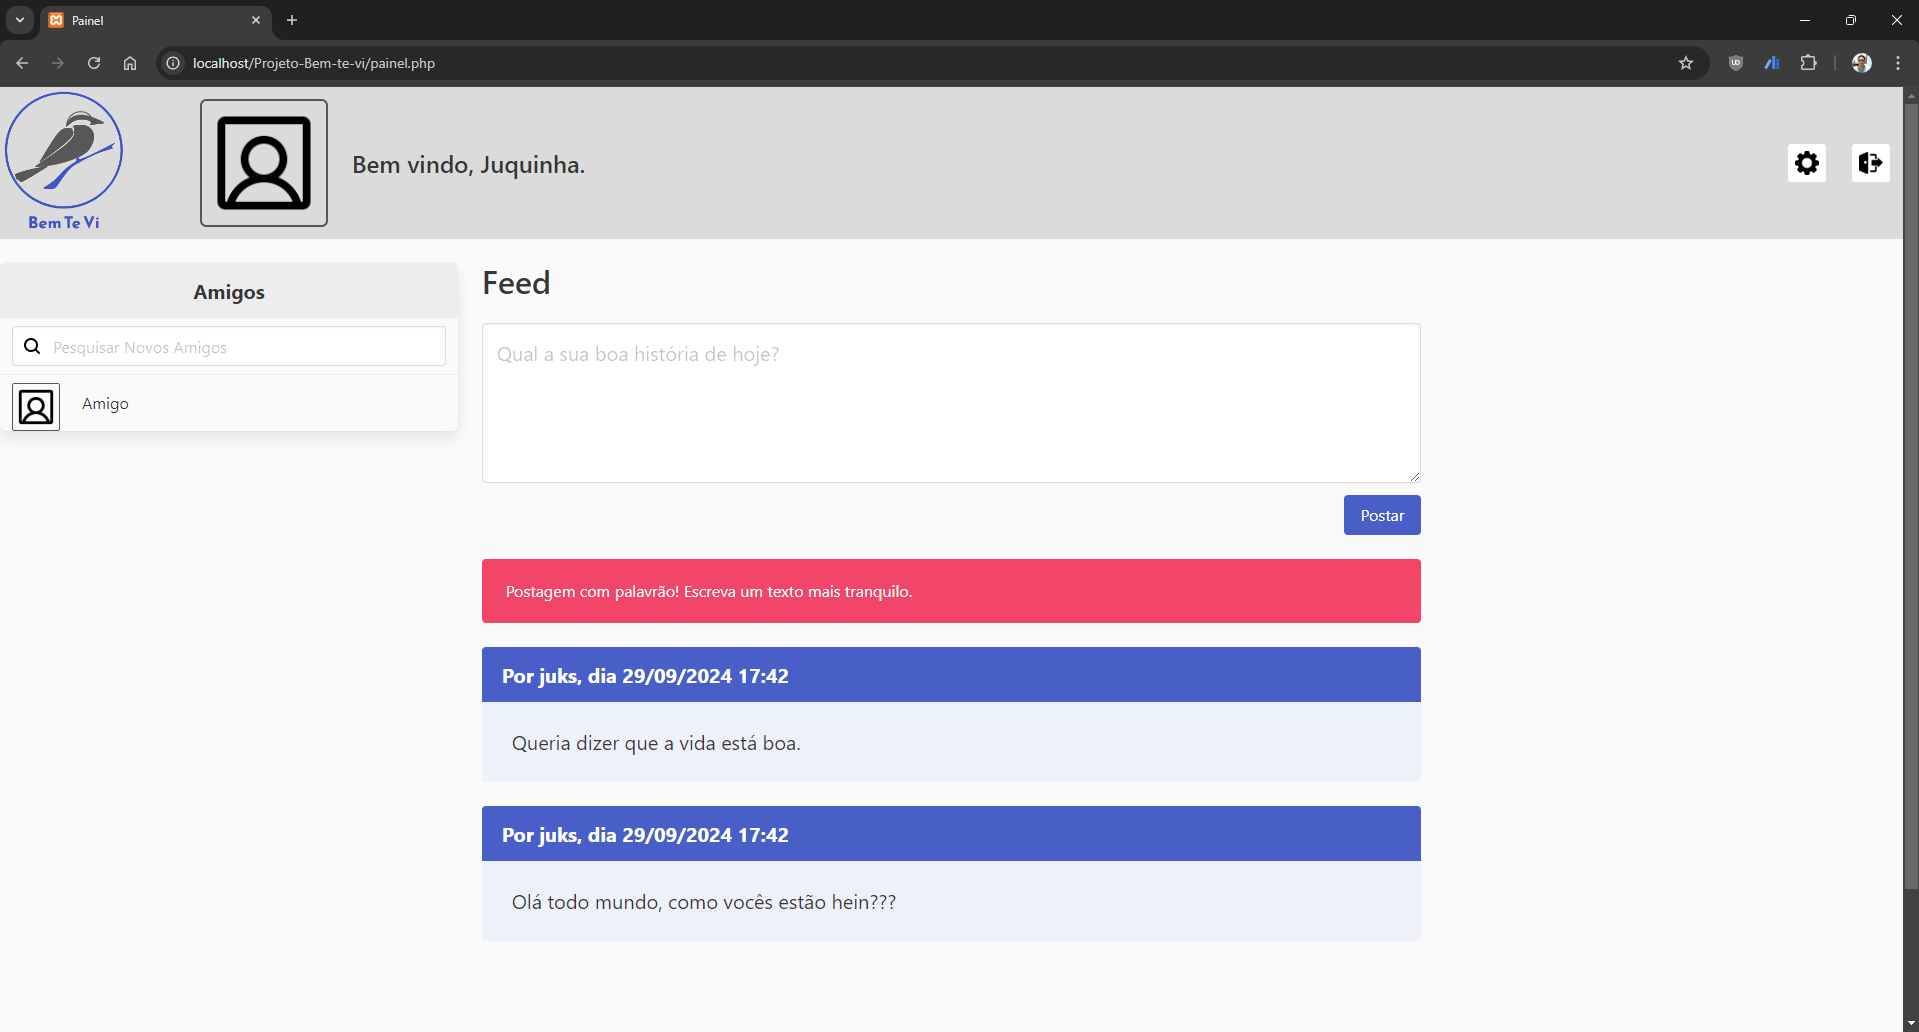 Painel
localhost/Projeto-Bem-te-vi/painel.php
Bem Te Vi
Bem vindo, Juquinha.
Amigos
Pesquisar Novos Amigos
Amigo
Feed
Qual a sua boa história de hoje?
Postar
Postagem com palavrão! Escreva um texto mais tranquilo.
Por juks, dia 29/09/2024 17:42
Queria dizer que a vida está boa.
Por juks, dia 29/09/2024 17:42
Olá todo mundo, como vocês estão hein???